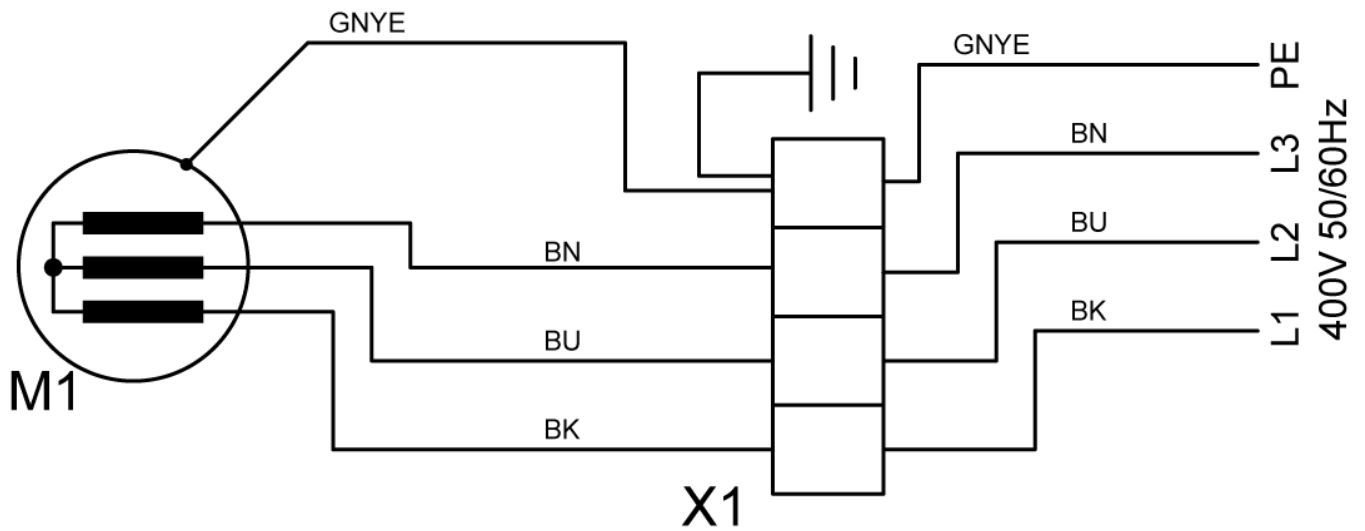 GNYE
GNYE
PE
BN
L3
BU
L2
BN
BK
L1
400V 50/60Hz
BU
M1
BK
X1